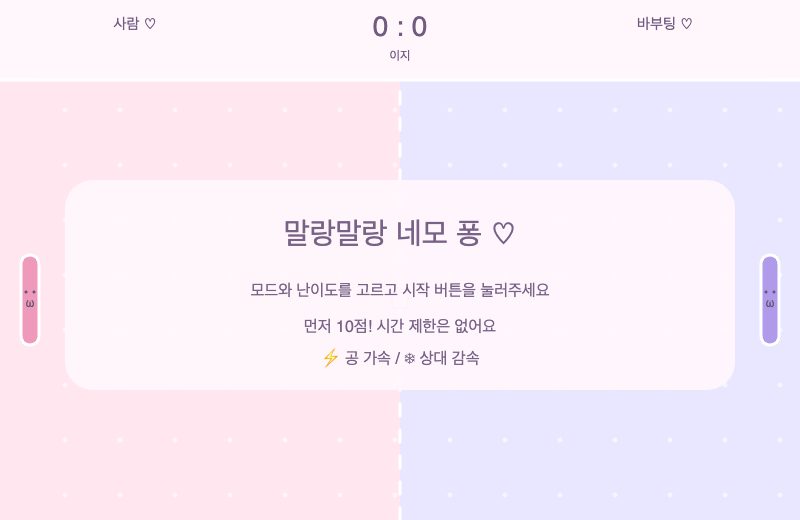 사람 ♡
0 : 0
바부팅 ♡
이지
말랑말랑 네모 퐁 ♡
모드와 난이도를 고르고 시작 버튼을 눌러주세요
먼저 10점! 시간 제한은 없어요
⚡ 공 가속 / ❄ 상대 감속
ω
ω